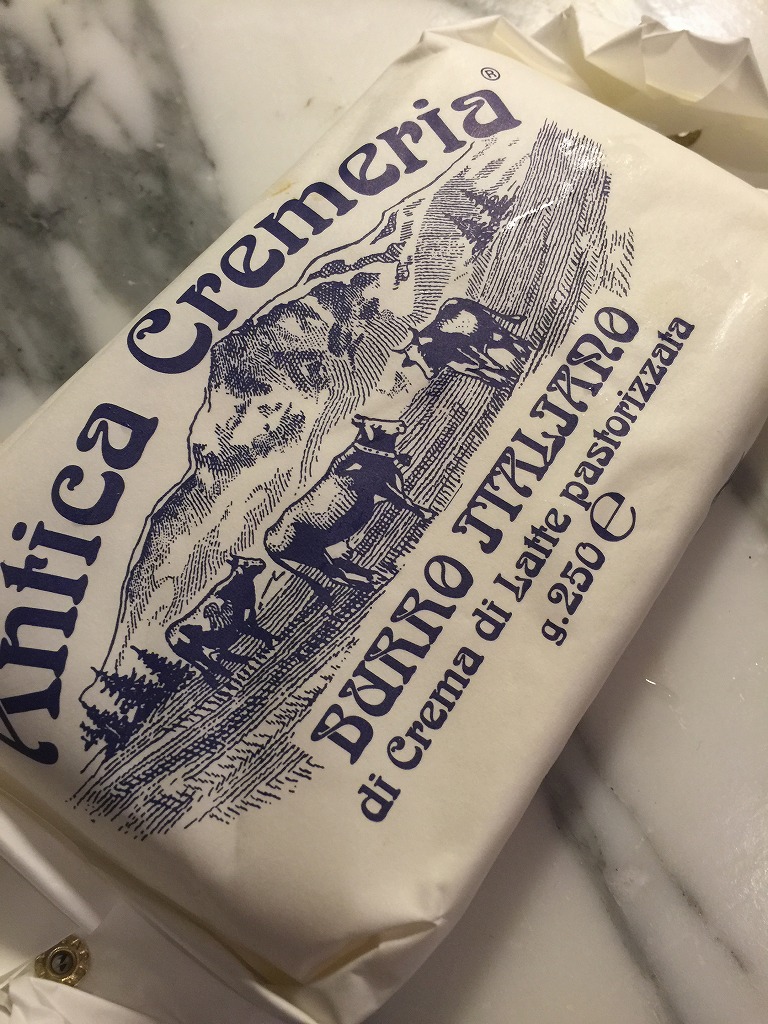 Antica Cremeria ®
BURRO ITALIANO
di Crema di Latte pastorizzata
g.250 e